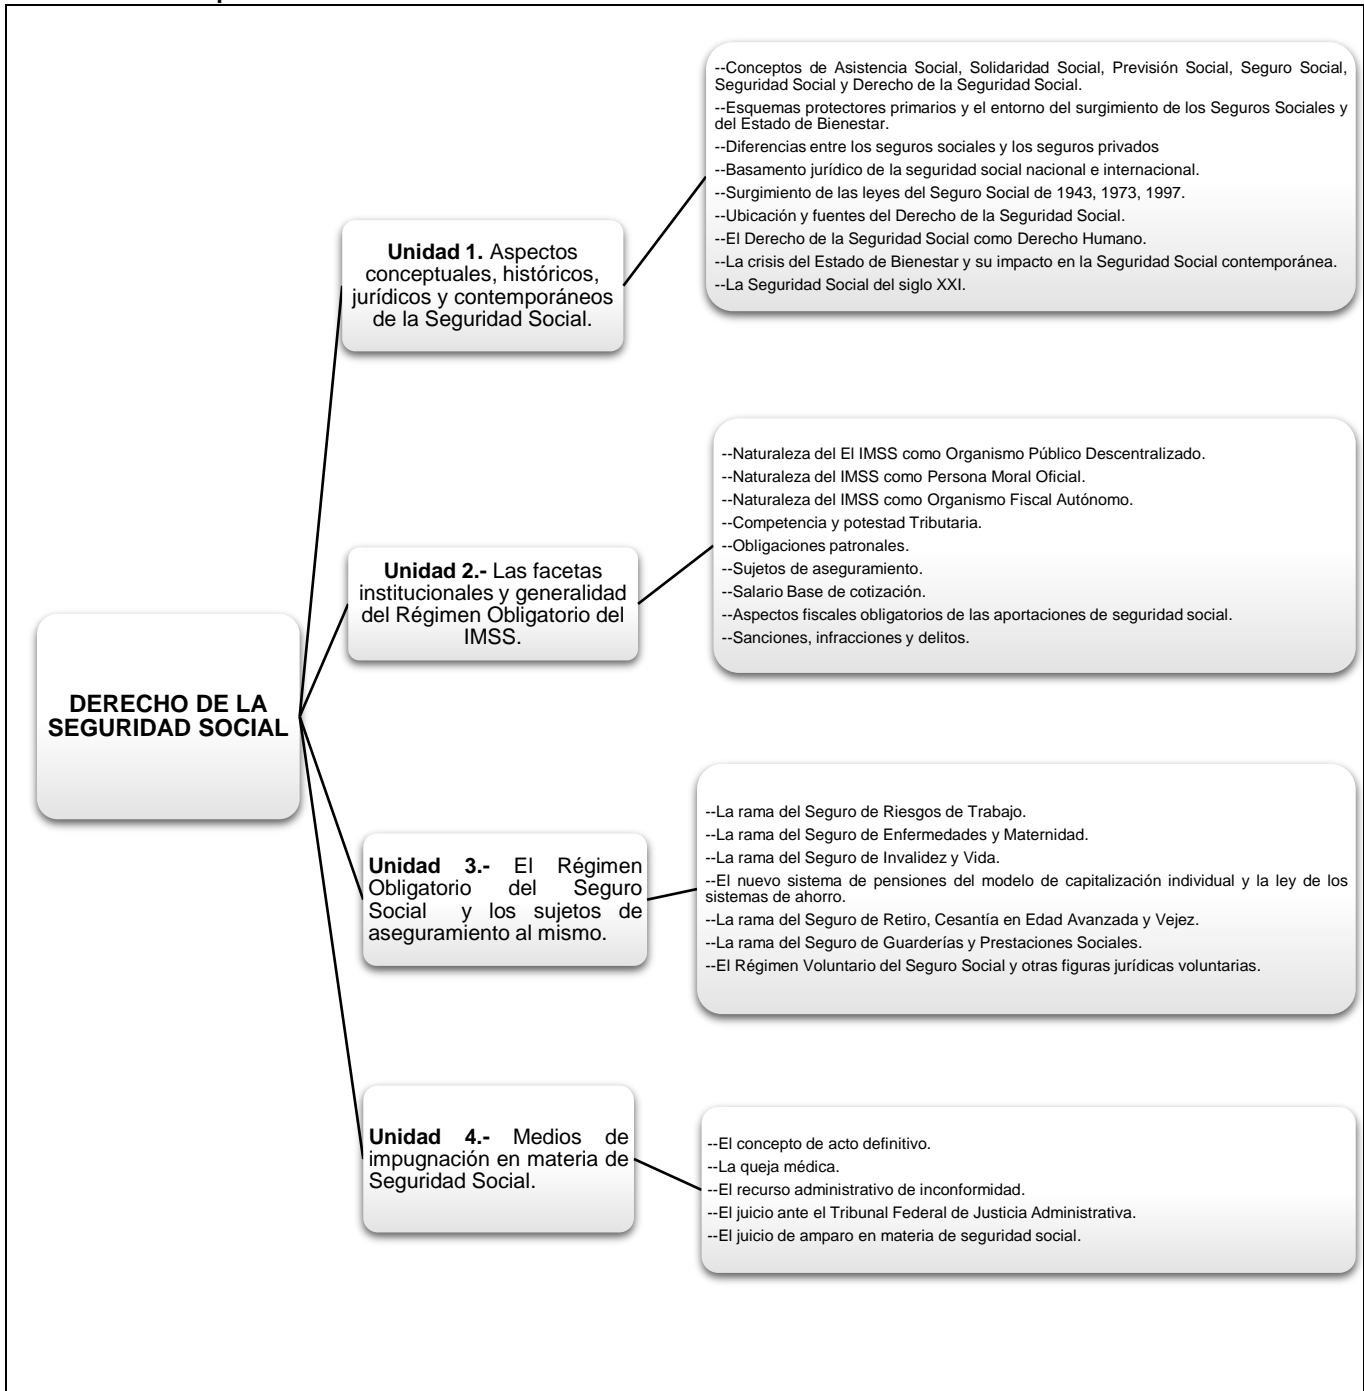 DERECHO DE LA
SEGURIDAD SOCIAL
Unidad 1. Aspectos
conceptuales, históricos,
jurídicos y contemporáneos
de la Seguridad Social.
--Conceptos de Asistencia Social, Solidaridad Social, Previsión Social, Seguro Social,
Seguridad Social y Derecho de la Seguridad Social.
--Esquemas protectores primarios y el entorno del surgimiento de los Seguros Sociales y
del Estado de Bienestar.
--Diferencias entre los seguros sociales y los seguros privados
--Basamento jurídico de la seguridad social nacional e internacional.
--Surgimiento de las leyes del Seguro Social de 1943, 1973, 1997.
--Ubicación y fuentes del Derecho de la Seguridad Social.
--El Derecho de la Seguridad Social como Derecho Humano.
--La crisis del Estado de Bienestar y su impacto en la Seguridad Social contemporánea.
--La Seguridad Social del siglo XXI.
Unidad 2.- Las facetas
institucionales y generalidad
del Régimen Oblgatorio del
IMSS.
--Naturaleza del El IMSS como Organismo Público Descentralizado.
--Naturaleza del IMSS como Persona Moral Oficial.
--Naturaleza del IMSS como Organismo Fiscal Autónomo.
--Competencia y potestad Tributaria.
--Obligaciones patronales.
--Sujetos de aseguramiento.
--Salario Base de cotización.
--Aspectos fiscales obligatorios de las aportaciones de seguridad social.
--Sanciones, infracciones y delitos.
Unidad 3.- El Régimen
Obligatorio del Seguro
Social y los sujetos de
aseguramiento al mismo.
--La rama del Seguro de Riesgos de Trabajo.
--La rama del Seguro de Enfermedades y Maternidad.
--La rama del Seguro de Invalidez y Vida.
--El nuevo sistema de pensiones del modelo de capitalización individual y la ley de los
sistemas de ahorro.
--La rama del Seguro de Retiro, Cesantía en Edad Avanzada y Vejez.
--La rama del Seguro de Guarderías y Prestaciones Sociales.
--El Régimen Voluntario del Seguro Social y otras figuras jurídicas voluntarias.
Unidad 4.- Medios de
impugnación en materia de
Seguridad Social.
--El concepto de acto definitivo.
--La queja médica.
--El recurso administrativo de inconformidad.
--El juicio ante el Tribunal Federal de Justicia Administrativa.
--El juicio de amparo en materia de seguridad social.